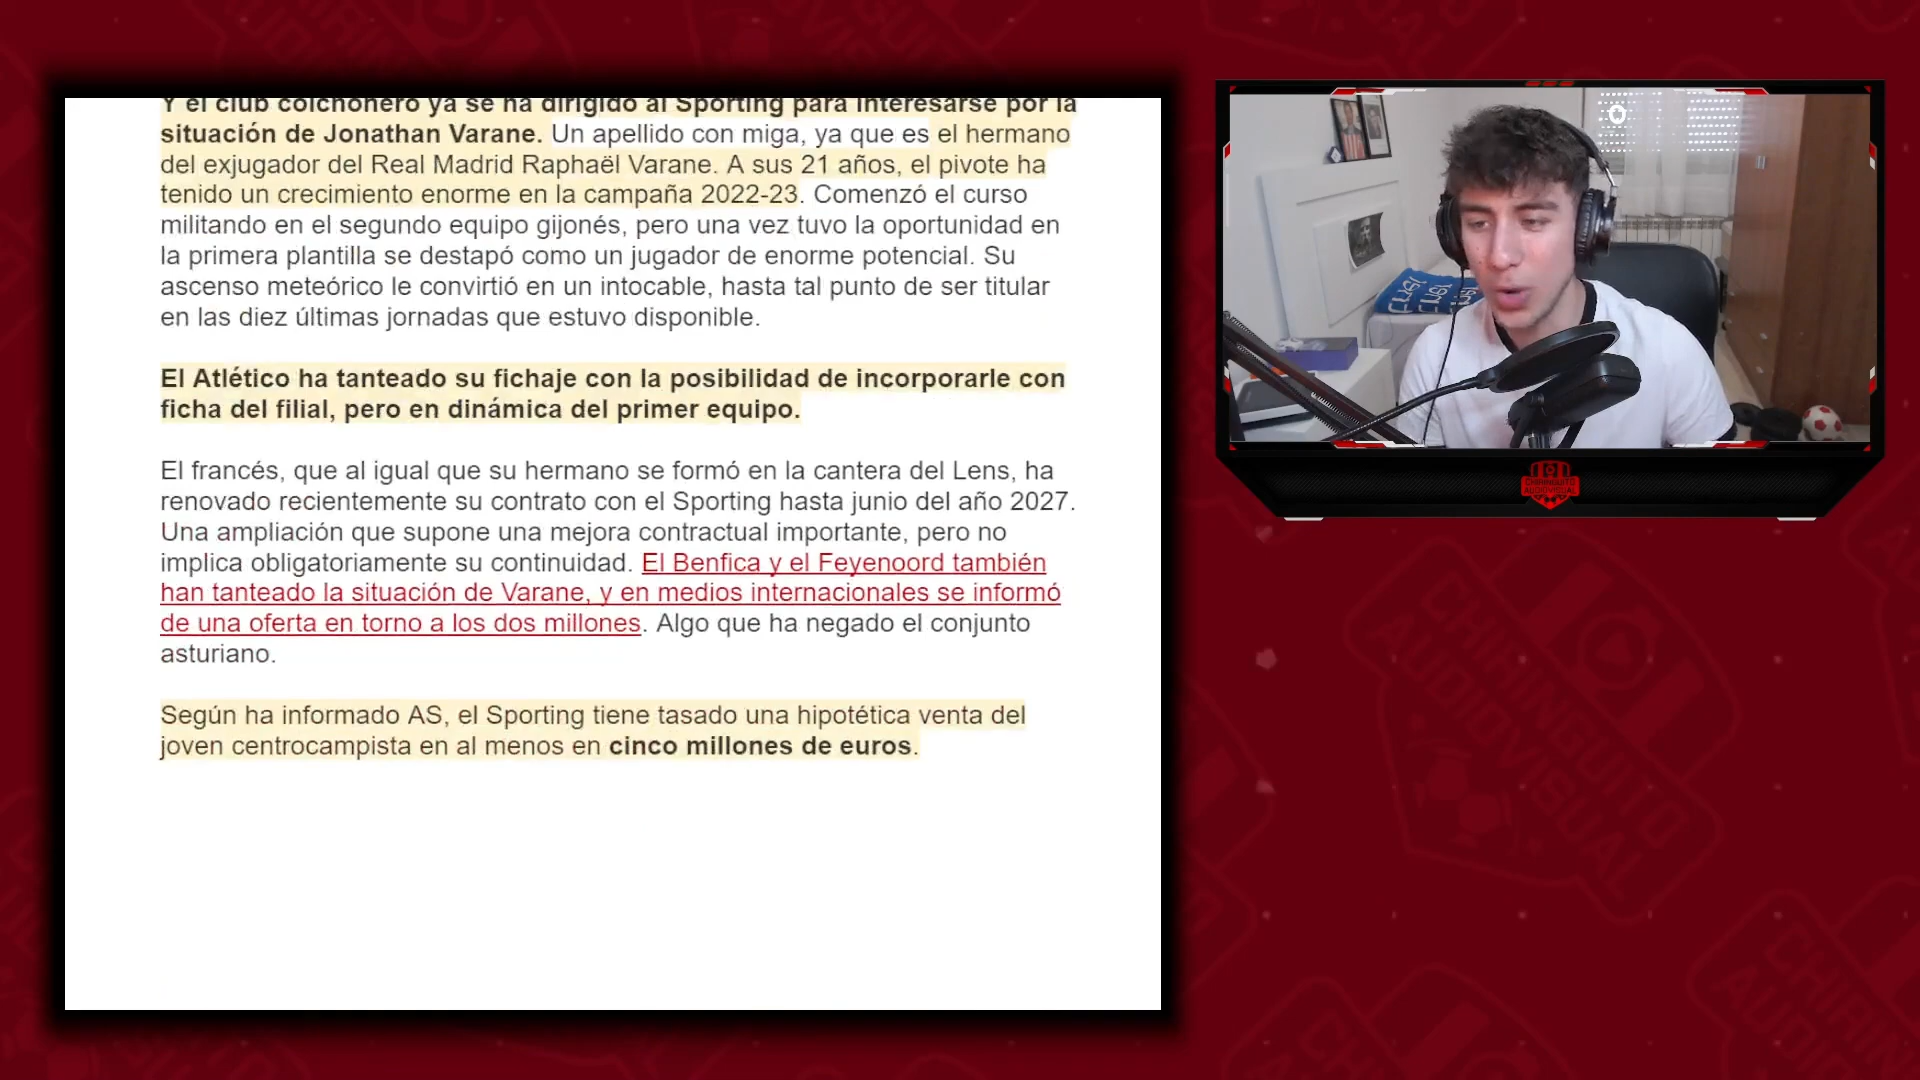 Y el club colchonero ya se ha dirigido al Sporting para interesarse por la
situación de Jonathan Varane. Un apellido con miga, ya que es el hermano
del exjugador del Real Madrid Raphaël Varane. A sus 21 años, el pivote ha
tenido un crecimiento enorme en la campaña 2022-23. Comenzó el curso
militando en el segundo equipo gijonés, pero una vez tuvo la oportunidad en
la primera plantilla se destapó como un jugador de enorme potencial. Su
ascenso meteórico le convirtió en un intocable, hasta tal punto de ser titular
en las diez últimas jornadas que estuvo disponible.
El Atlético ha tanteado su fichaje con la posibilidad de incorporarle con
ficha del filial, pero en dinámica del primer equipo.
El francés, que al igual que su hermano se formó en la cantera del Lens, ha
renovado recientemente su contrato con el Sporting hasta junio del año 2027.
Una ampliación que supone una mejora contractual importante, pero no
implica obligatoriamente su continuidad. El Benfica y el Feyenoord también
han tanteado la situación de Varane, y en medios internacionales se informó
de una oferta en torno a los dos millones. Algo que ha negado el conjunto
asturiano.
Según ha informado AS, el Sporting tiene tasado una hipotética venta del
joven centrocampista en al menos en cinco millones de euros.
CHIRINGUITO
AUDIOVISUAL
CHIRINGUITO
AUDIOVISUAL